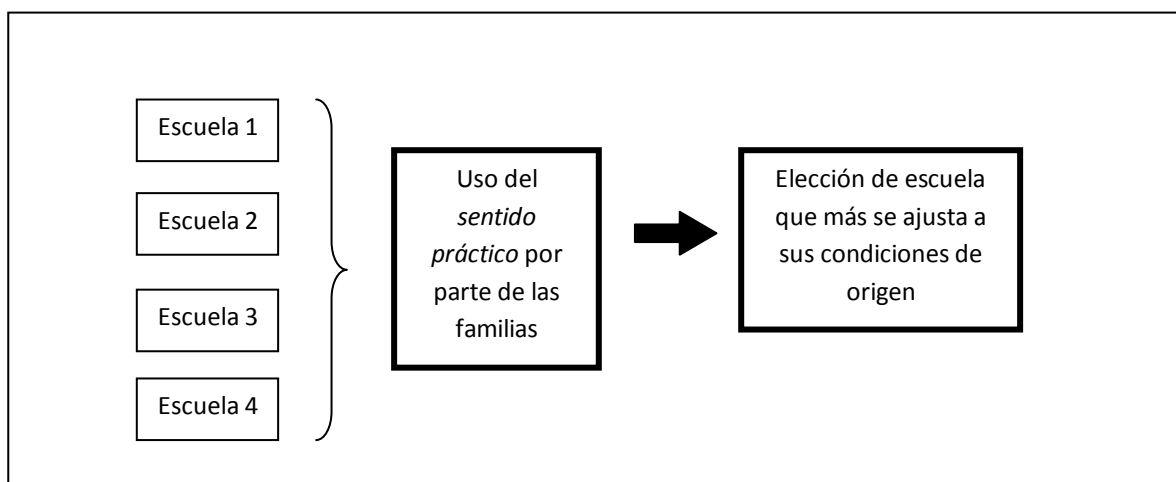 Escuela 1
Escuela 2
Escuela 3
Escuela 4
Uso del
sentido
práctico por
parte de las
familias
Elección de escuela
que más se ajusta a
sus condiciones de
origen